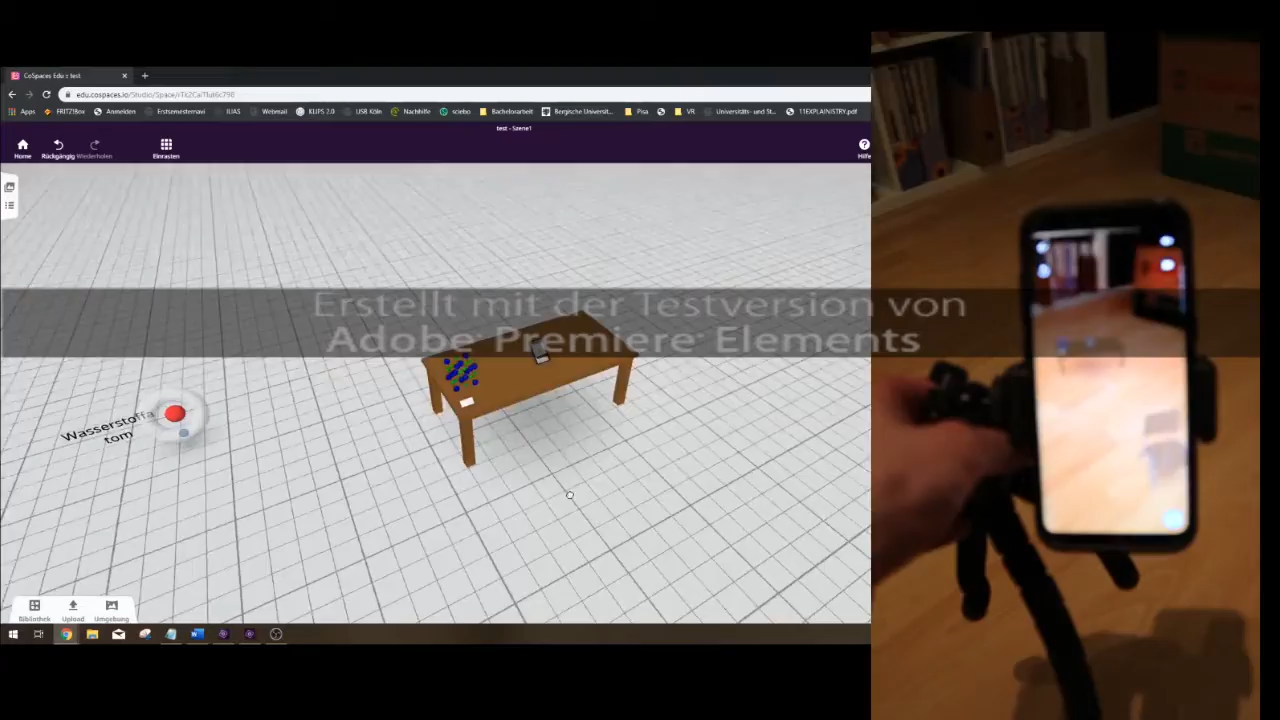 CoSpaces Edu :: test
edu.cospaces.io/Studio/Space/
Apps FRITZ!Box Anmelden Erstsemesternavi ILIAS Webmail KLIPS 2.0 USB Köln Nachhilfe sciebo Bachelorarbeit Bergische Universit... Pisa VR Universitäts- und St... 11EXPLAINISTRY.pdf
test - Szene1
Home Rückgängig Wiederholen Einrasten Hilfe
Erstellt mit der Testversion von
Adobe Premiere Elements
Wasserstoffa
tom
Bibliothek Upload Umgebung